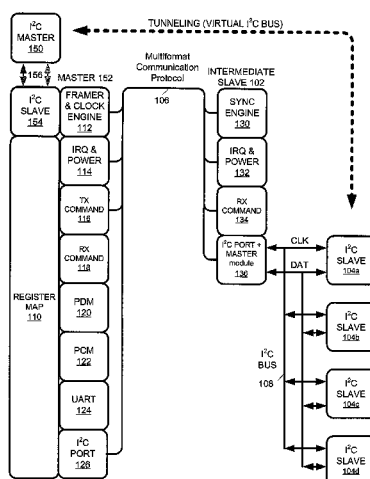 TUNNELING (VIRTUAL I²C BUS)
I²C
MASTER
150
156
I²C
SLAVE
154
REGISTER
MAP
110
MASTER 152
FRAMER
& CLOCK
ENGINE
112
IRQ &
POWER
114
TX
COMMAND
116
RX
COMMAND
118
PDM
120
PCM
122
UART
124
I²C
PORT
126
Multiformat
Communication
Protocol
106
INTERMEDIATE
SLAVE 102
SYNC
ENGINE
130
IRQ &
POWER
132
RX
COMMAND
134
I²C PORT +
MASTER
module
136
CLK
DAT
I²C
BUS
108
I²C
SLAVE
104a
I²C
SLAVE
104b
I²C
SLAVE
104c
I²C
SLAVE
104d